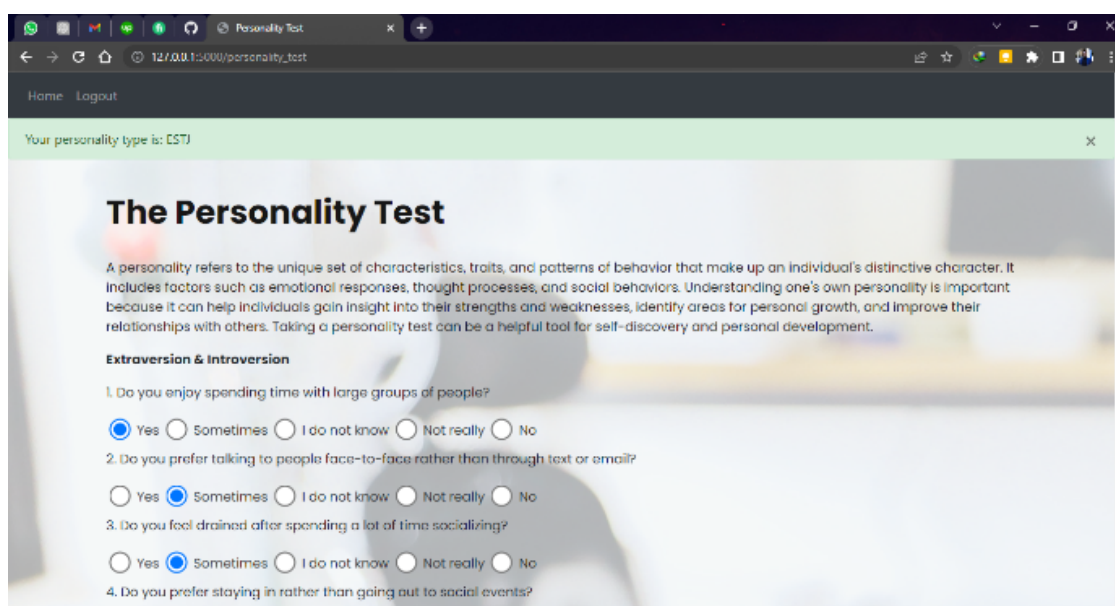 Personality Test
127.0.0.1:5000/personality_test
Home Logout
Your personality type is: ESTJ
The Personality Test
A personality refers to the unique set of characteristics, traits, and patterns of behavior that make up an individual's distinctive character. It
includes factors such as emotional responses, thought processes, and social behaviors. Understanding one's own personality is important
because it can help individuals gain insight into their strengths and weaknesses, identify areas for personal growth, and improve their
relationships with others. Taking a personality test can be a helpful tool for self-discovery and personal development.
Extraversion & Introversion
1. Do you enjoy spending time with large groups of people?
Yes Sometimes I do not know Not really No
2. Do you prefer talking to people face-to-face rather than through text or email?
Yes Sometimes I do not know Not really No
3. Do you feel drained after spending a lot of time socializing?
Yes Sometimes I do not know Not really No
4. Do you prefer staying in rather than going out to social events?